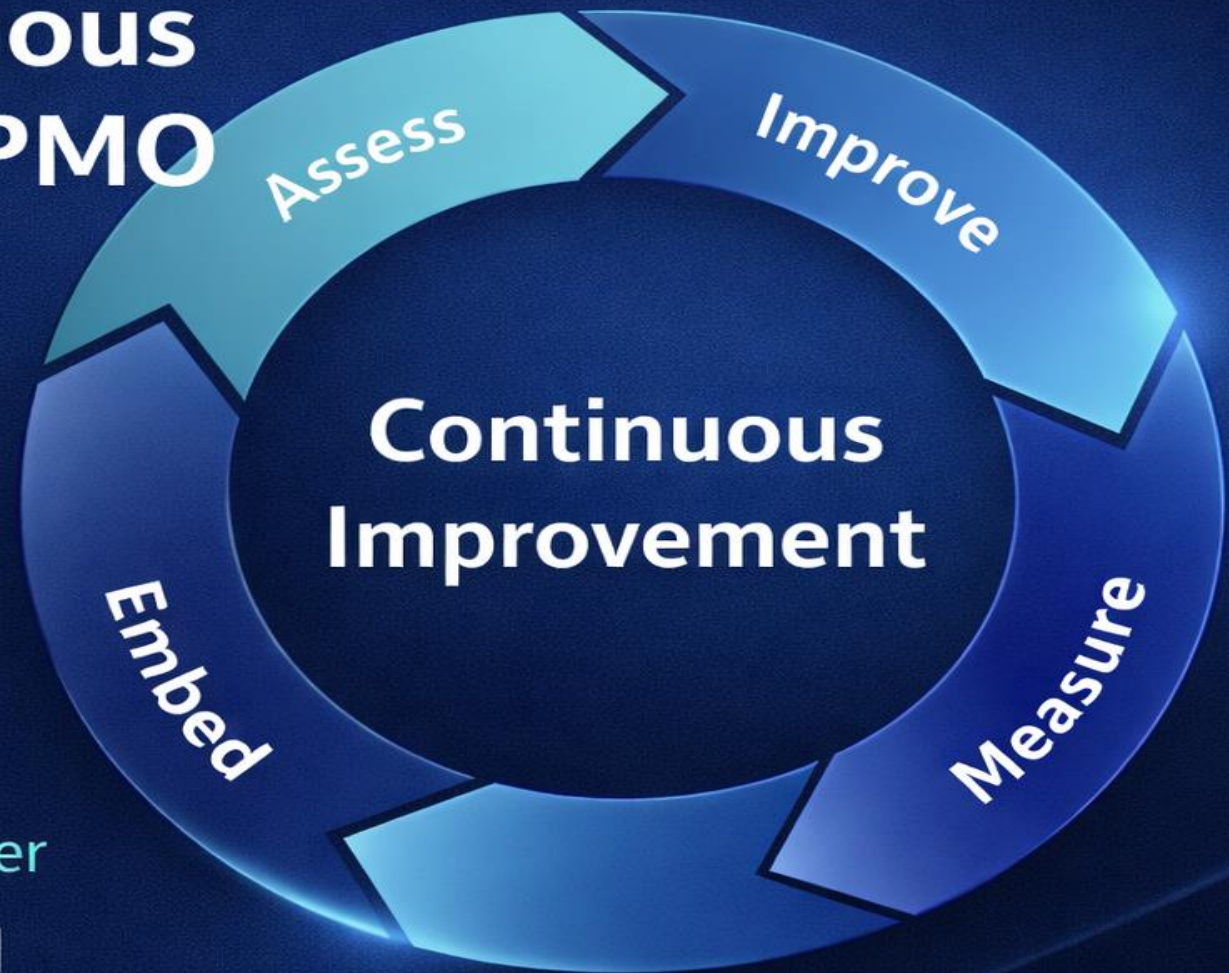 ous
PMO
Assess
Improve
Continuous
Improvement
Measure
Embed
er